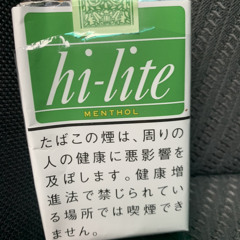 hi-lite
MENTHOL
たばこの煙は、周りの
人の健康に悪影響を
及ぼします。健康増
進法で禁じられてい
る場所では喫煙でき
ません。